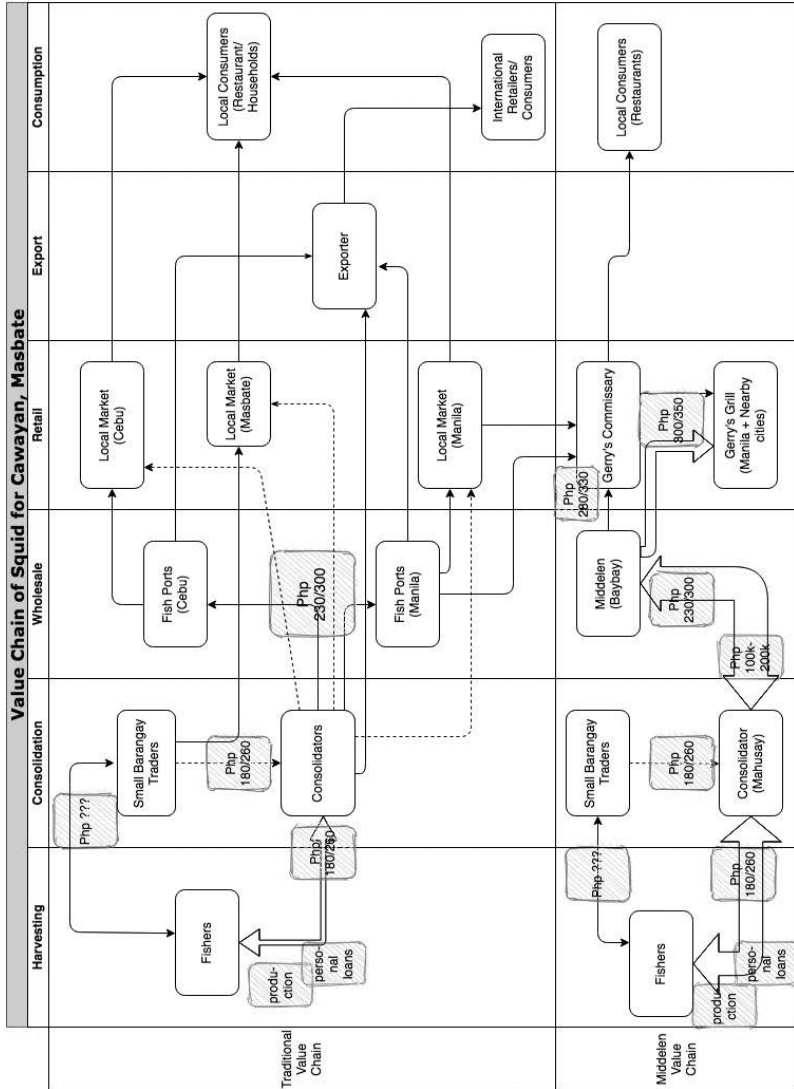 Value Chain of Squid for Cawayan, Masbate
Harvesting
Consolidation
Wholesale
Retail
Export
Consumption
Traditional
Value
Chain
Fishers
produ-
ction
perso-
nal
loans
Php ???
Php
180/260
Small Barangay
Traders
Php
180/260
Consolidators
Fish Ports
(Cebu)
Php
230/300
Fish Ports
(Manila)
Local Market
(Cebu)
Local Market
(Masbate)
Local Market
(Manila)
Exporter
Local Consumers
(Restaurant/
Households)
International
Retailers/
Consumers
Middelen
Value
Chain
Fishers
produ-
ction
perso-
nal
loans
Php ???
Php
180/260
Small Barangay
Traders
Php
180/260
Consolidator
(Mahusay)
Php
100k-
200k
Php
230/300
Middelen
(Baybay)
Php
280/330
Gerry's Commissary
Php
300/350
Gerry's Grill
(Manila + Nearby
cities)
Local Consumers
(Restaurants)